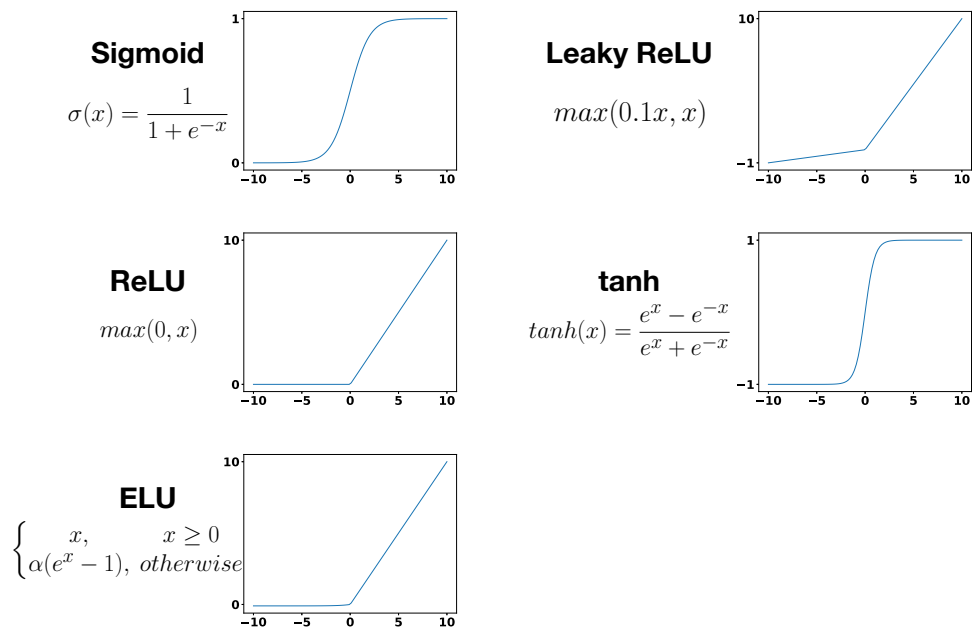 Sigmoid
σ(x) = 1 / (1 + e^{-x})
1
0
−10 −5 0 5 10
Leaky ReLU
max(0.1x, x)
10
−1
−10 −5 0 5 10
ReLU
max(0, x)
10
0
−10 −5 0 5 10
tanh
tanh(x) = (e^x − e^{-x}) / (e^x + e^{-x})
1
−1
−10 −5 0 5 10
ELU
{ x, x ≥ 0
α(e^x − 1), otherwise
10
0
−10 −5 0 5 10